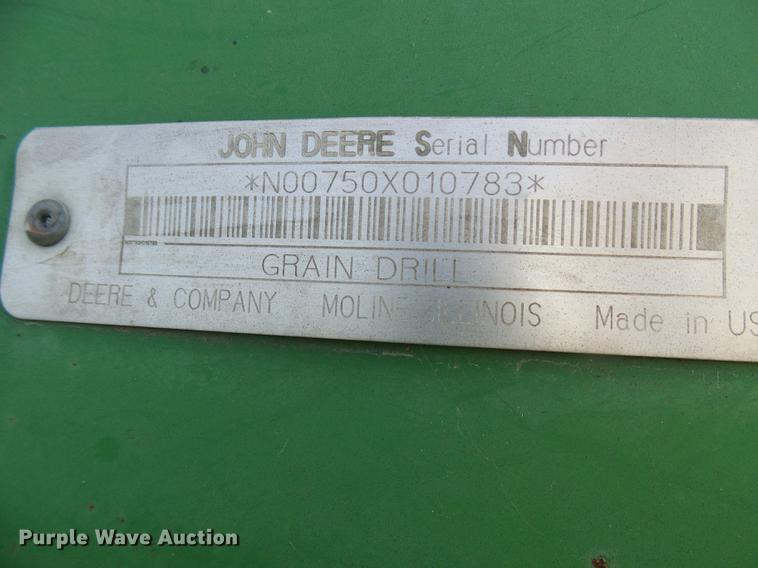 JOHN DEERE Serial Number
*N00750X010783*
GRAIN DRILL
DEERE & COMPANY MOLINE ILLINOIS Made in US
Purple Wave Auction